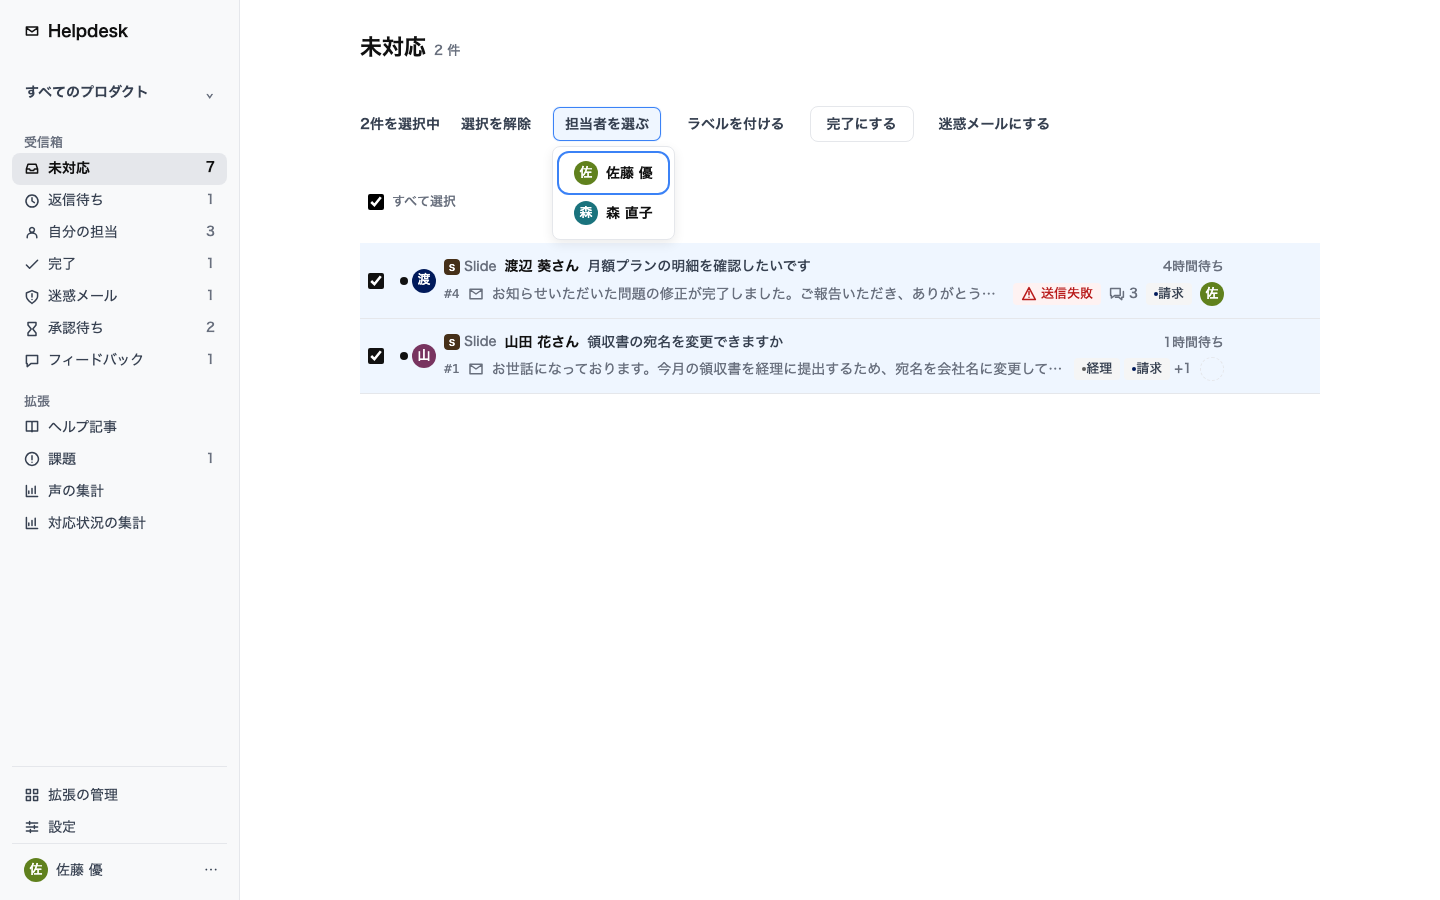 Helpdesk
すべてのプロダクト
受信箱
未対応 7
返信待ち 1
自分の担当 3
完了 1
迷惑メール 1
承認待ち 2
フィードバック 1
拡張
ヘルプ記事
課題 1
声の集計
対応状況の集計
拡張の管理
設定
佐 佐藤 優 …
未対応 2 件
2件を選択中 選択を解除 担当者を選ぶ ラベルを付ける 完了にする 迷惑メールにする
佐 佐藤 優
森 森 直子
すべて選択
渡 S Slide 渡辺 葵さん 月額プランの明細を確認したいです 4時間待ち
#4 お知らせいただいた問題の修正が完了しました。ご報告いただき、ありがとう… 送信失敗 3 •請求 佐
山 S Slide 山田 花さん 領収書の宛名を変更できますか 1時間待ち
#1 お世話になっております。今月の領収書を経理に提出するため、宛名を会社名に変更して… •経理 •請求 +1